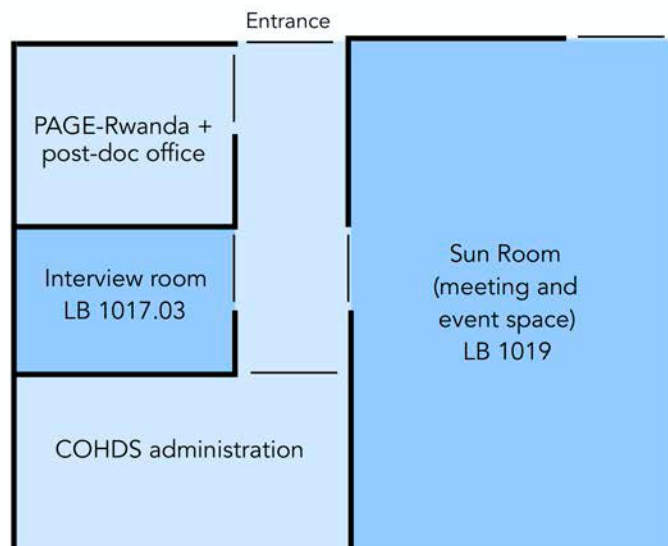 Entrance
PAGE-Rwanda +
post-doc office
Interview room
LB 1017.03
Sun Room
(meeting and
event space)
LB 1019
COHDS administration